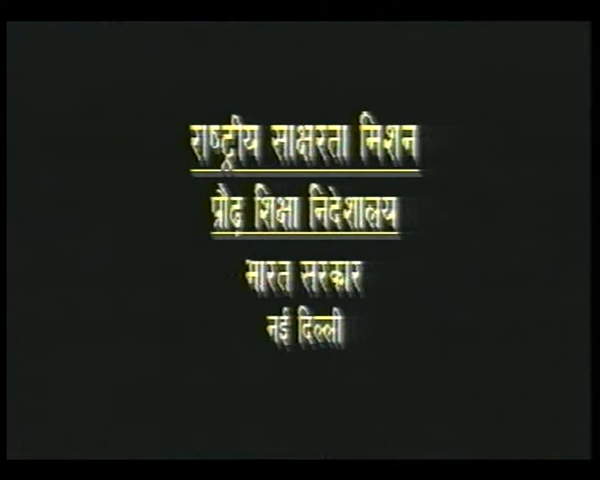 राष्ट्रीय साक्षरता मिशन
प्रौढ़ शिक्षा निदेशालय
भारत सरकार
नई दिल्ली